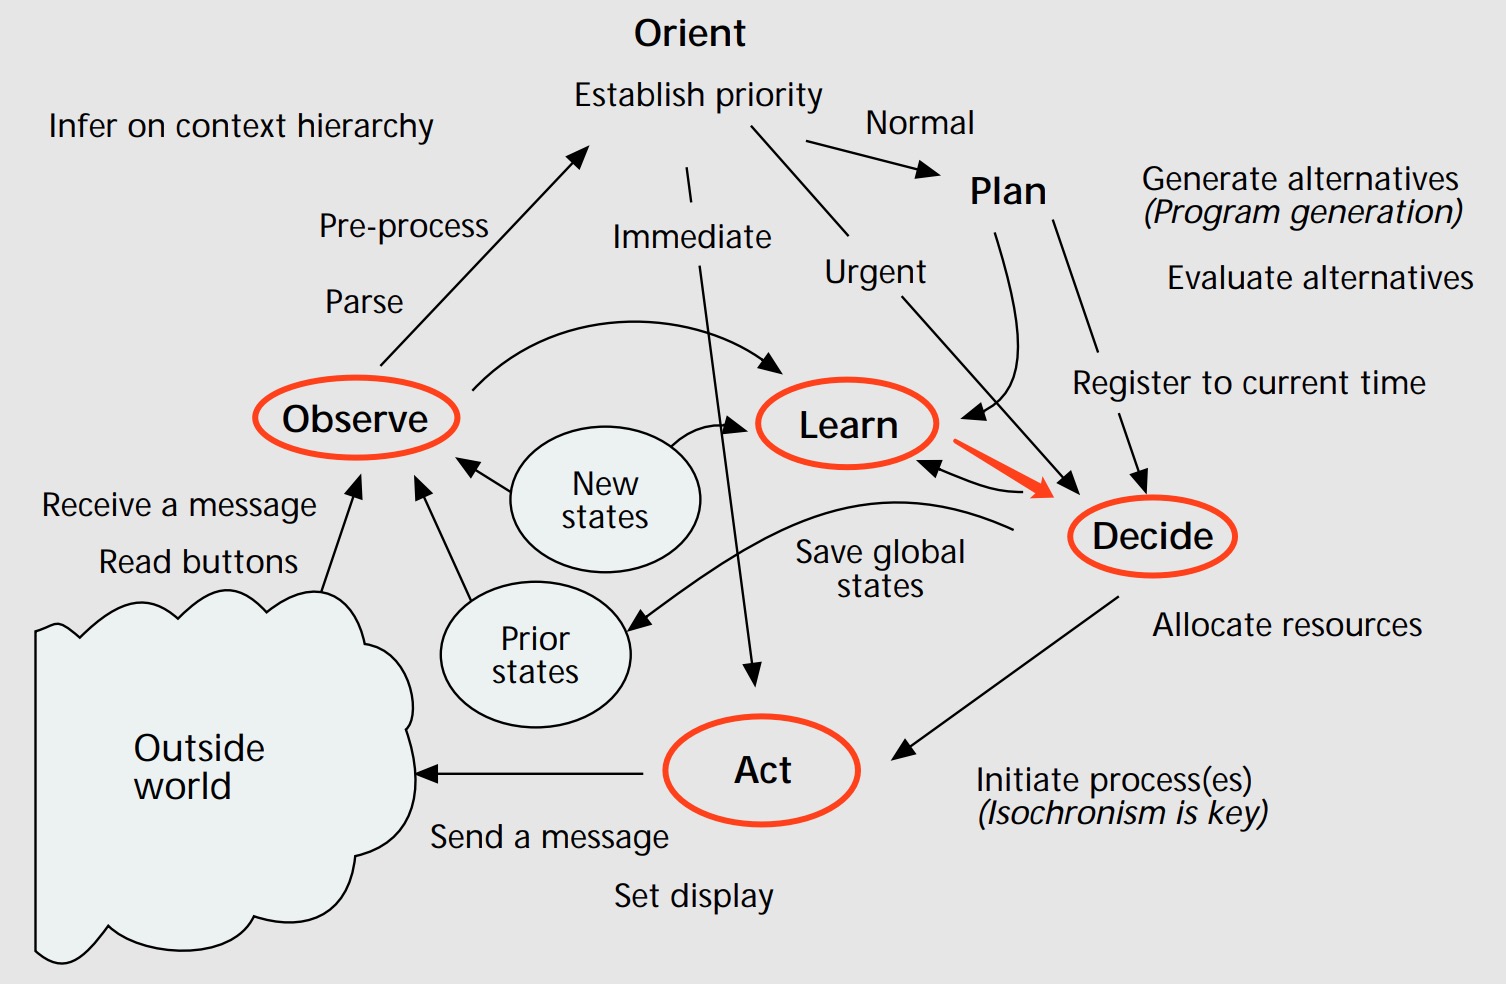 Orient
Establish priority
Infer on context hierarchy
Normal
Plan
Generate alternatives
(Program generation)
Pre-process
Immediate
Urgent
Evaluate alternatives
Parse
Register to current time
Observe
Learn
New
states
Receive a message
Read buttons
Save global
states
Decide
Prior
states
Allocate resources
Outside
world
Act
Initiate process(es)
(Isochronism is key)
Send a message
Set display